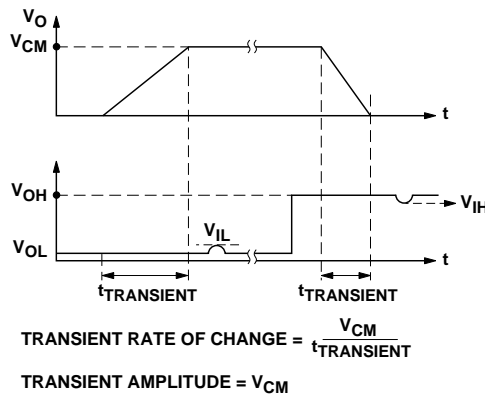 VO
VCM
t
VOH
VIH
VIL
VOL
t
tTRANSIENT
tTRANSIENT
TRANSIENT RATE OF CHANGE = VCM
tTRANSIENT
TRANSIENT AMPLITUDE = VCM